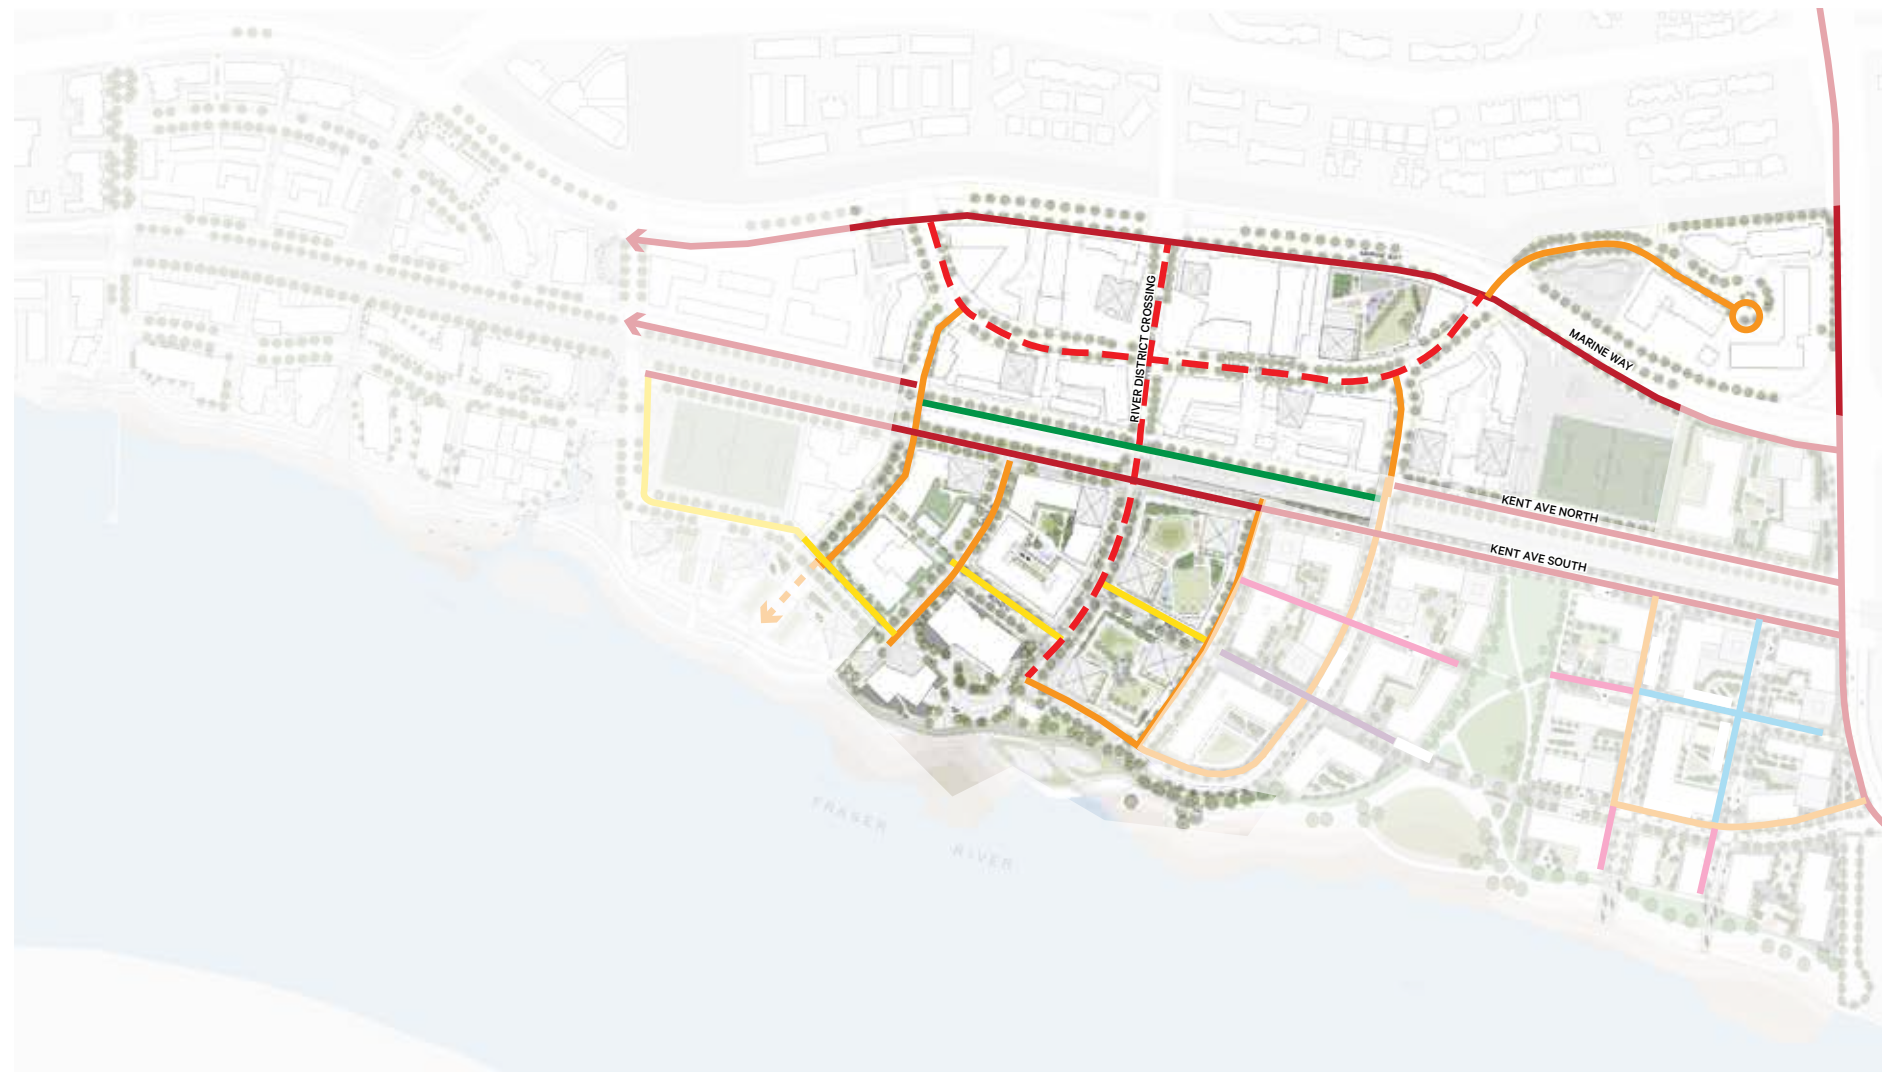 RIVER DISTRICT CROSSING
MARINE WAY
KENT AVE NORTH
KENT AVE SOUTH
FRASER
RIVER